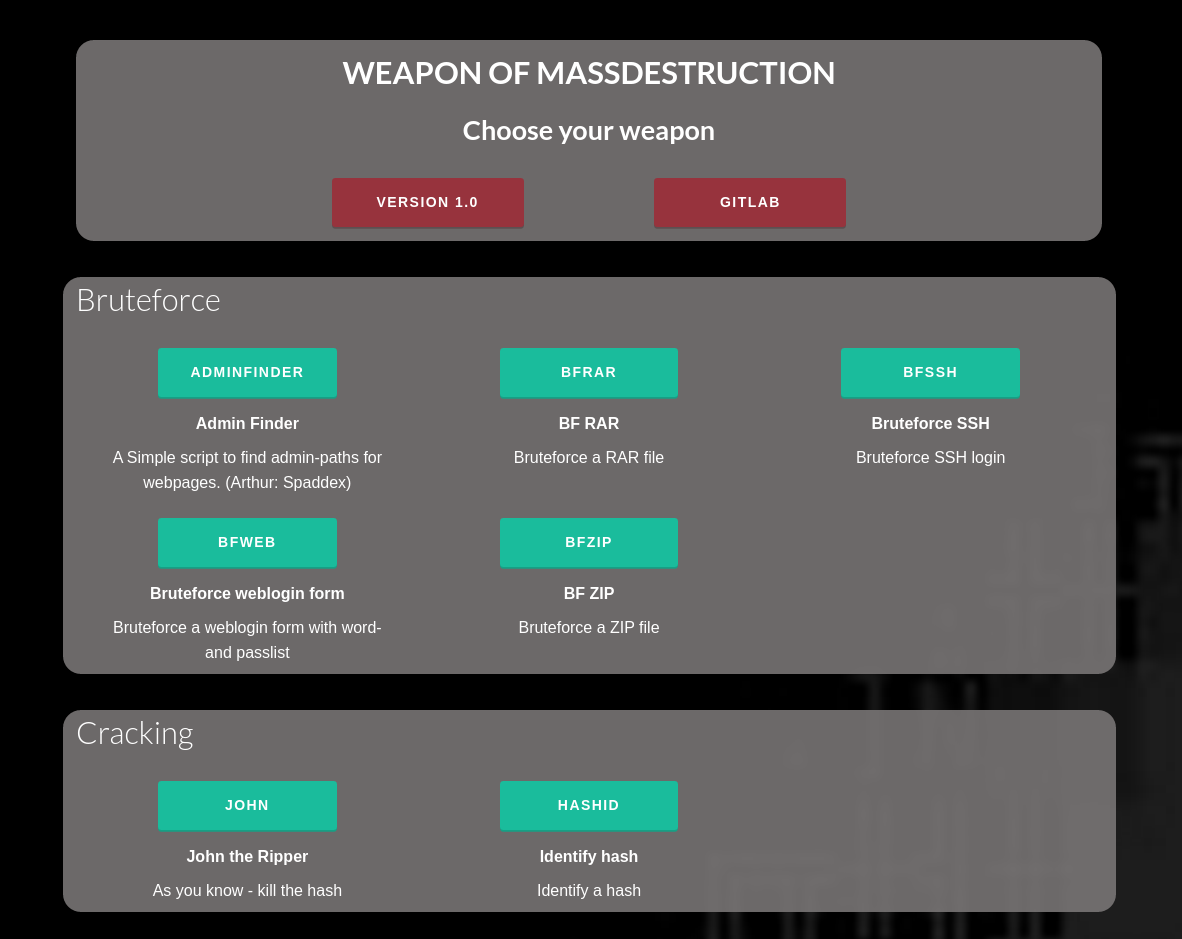 WEAPON OF MASSDESTRUCTION
Choose your weapon
VERSION 1.0
GITLAB
Bruteforce
ADMINFINDER
BFRAR
BFSSH
Admin Finder
BF RAR
Bruteforce SSH
A Simple script to find admin-paths for
webpages. (Arthur: Spaddex)
Bruteforce a RAR file
Bruteforce SSH login
BFWEB
BFZIP
Bruteforce weblogin form
BF ZIP
Bruteforce a weblogin form with word-
and passlist
Bruteforce a ZIP file
Cracking
JOHN
HASHID
John the Ripper
Identify hash
As you know - kill the hash
Identify a hash